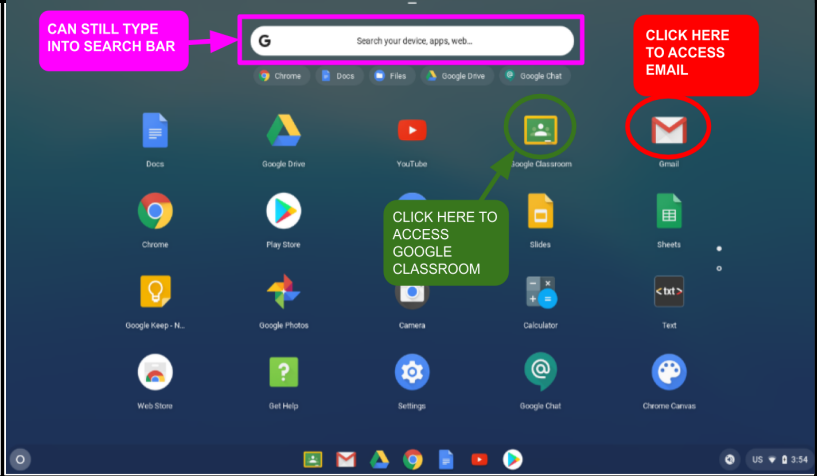 CAN STILL TYPE
INTO SEARCH BAR
G
Search your device, apps, web...
CLICK HERE
TO ACCESS
EMAIL
Chrome
Docs
Files
Google Drive
Google Chat
Docs
Google Drive
YouTube
Google Classroom
Gmail
CLICK HERE TO
ACCESS
GOOGLE
CLASSROOM
Chrome
Play Store
Slides
Sheets
<txt>
Google Keep - N...
Google Photos
Camera
Calculator
Text
Web Store
Get Help
Settings
Google Chat
Chrome Canvas
US
3:54